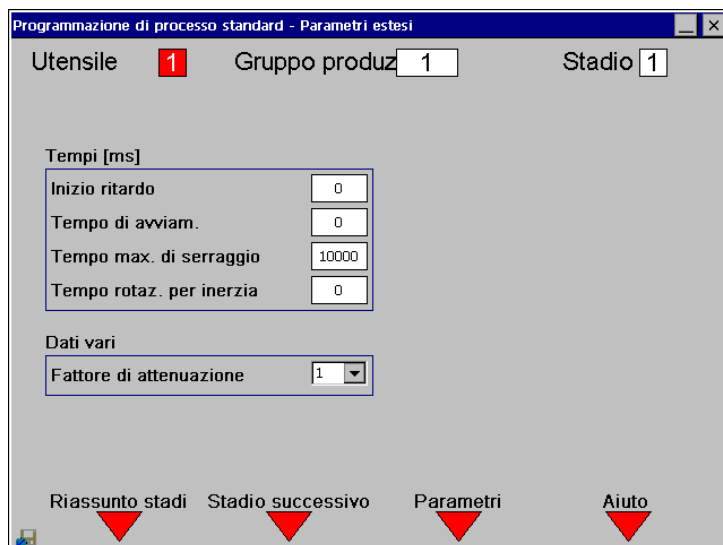 Programmazione di processo standard - Parametri estesi
Utensile 1 Gruppo produz 1 Stadio 1
Tempi [ms]
Inizio ritardo 0
Tempo di avviam. 0
Tempo max. di serraggio 10000
Tempo rotaz. per inerzia 0
Dati vari
Fattore di attenuazione 1
Riassunto stadi Stadio successivo Parametri Aiuto